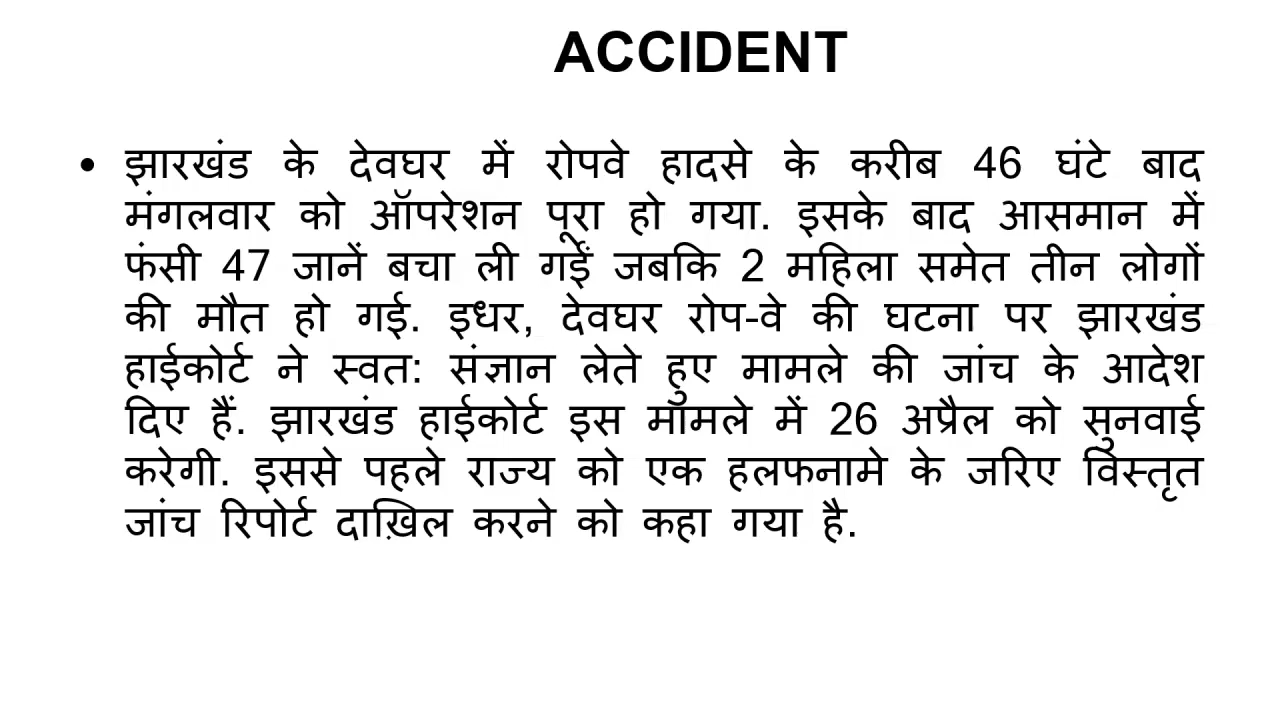 ACCIDENT
• झारखंड के देवघर में रोपवे हादसे के करीब 46 घंटे बाद
मंगलवार को ऑपरेशन पूरा हो गया. इसके बाद आसमान में
फंसी 47 जानें बचा ली गईं जबकि 2 महिला समेत तीन लोगों
की मौत हो गई. इधर, देवघर रोप-वे की घटना पर झारखंड
हाईकोर्ट ने स्वत: संज्ञान लेते हुए मामले की जांच के आदेश
दिए हैं. झारखंड हाईकोर्ट इस मामले में 26 अप्रैल को सुनवाई
करेगी. इससे पहले राज्य को एक हलफनामे के जरिए विस्तृत
जांच रिपोर्ट दाख़िल करने को कहा गया है.